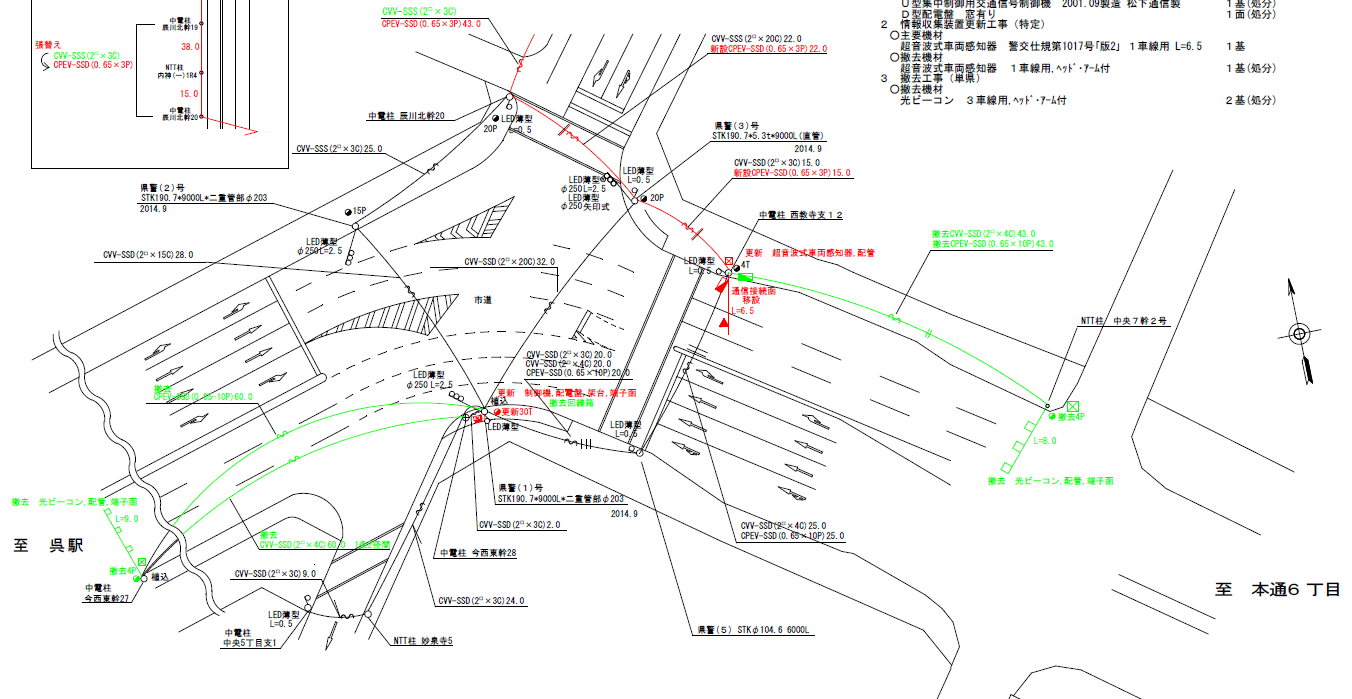 U型集中制御用交通信号制御機 2001.09製造 松下通信製 1基(処分)
D型配電盤 窓有り 1面(処分)
2 情報収集装置更新工事(特定)
○主要機材
超音波式車両感知器 警交仕規第1017号「版2」 1車線用 L=6.5 1基
○撤去機材
超音波式車両感知器 1車線用,ヘッド・アーム付 1基(処分)
3 撤去工事(単県)
○撤去機材
光ビーコン 3車線用,ヘッド・アーム付 2基(処分)
張替え
CVV-SSS(2□×3C)
CPEV-SSD(0.65×3P)
中電柱
辰川北幹19
38.0
NTT柱
内神(一)1R4
15.0
中電柱
辰川北幹20
CVV-SSS(2□×3C)
CPEV-SSD(0.65×3P)43.0
CVV-SSS(2□×20C)22.0
新設CPEV-SSD(0.65×3P)22.0
中電柱 辰川北幹20
20P
LED薄型
L=0.5
CVV-SSS(2□×3C)25.0
県警(3)号
STK190.7*5.3t*9000L(直管)
2014.9
CVV-SSD(2□×3C)15.0
新設CPEV-SSD(0.65×3P)15.0
県警(2)号
STK190.7*9000L*二重管部φ203
2014.9
15P
LED薄型
φ250L=2.5
LED薄型
φ250L=2.5
LED薄型
φ250矢印式
LED薄型
L=0.5
20P
中電柱 西教寺支12
CVV-SSD(2□×15C)28.0
CVV-SSD(2□×20C)32.0
市道
LED薄型
L=0.5
4T
更新 超音波式車両感知器,配管
通信接続函
移設
L=6.5
撤去CVV-SSD(2□×4C)43.0
撤去CPEV-SSD(0.65×10P)43.0
NTT柱 中央7幹2号
撤去4P
L=8.0
撤去 光ビーコン,配管,端子函
CVV-SSD(2□×3C)20.0
CVV-SSD(2□×4C)20.0
CPEV-SSD(0.65×10P)20.0
LED薄型
φ250L=2.5
更新 制御機,配電盤,架台,端子函
撤去回線箱
植込
更新30T
LED薄型
LED薄型
L=0.5
撤去
CPEV-SSD(0.65-10P)60.0
県警(1)号
STK190.7*9000L*二重管部φ203
2014.9
CVV-SSD(2□×3C)2.0
中電柱 今西東幹28
CVV-SSD(2□×4C)25.0
CPEV-SSD(0.65×10P)25.0
撤去 光ビーコン,配管,端子函
L=9.0
至 呉駅
撤去
CVV-SSD(2□×4C)60.0
撤去4P
植込
中電柱
今西東幹27
CVV-SSD(2□×3C)9.0
CVV-SSD(2□×3C)24.0
LED薄型
L=0.5
中電柱
中央5丁目支1
NTT柱 妙泉寺5
県警(5) STKφ104.6 6000L
至 本通6丁目